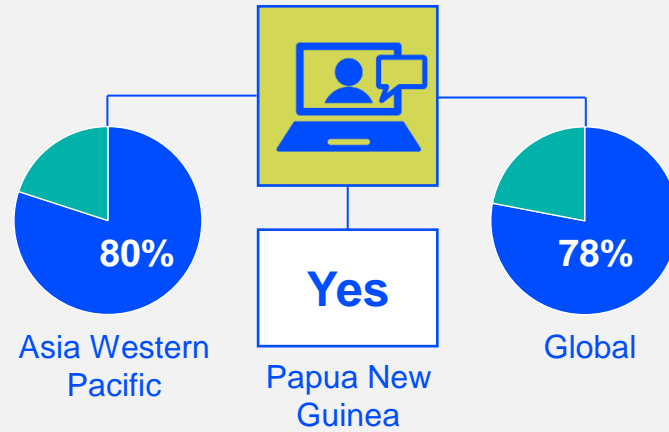 80%
Asia Western
Pacific
Yes
Papua New
Guinea
78%
Global